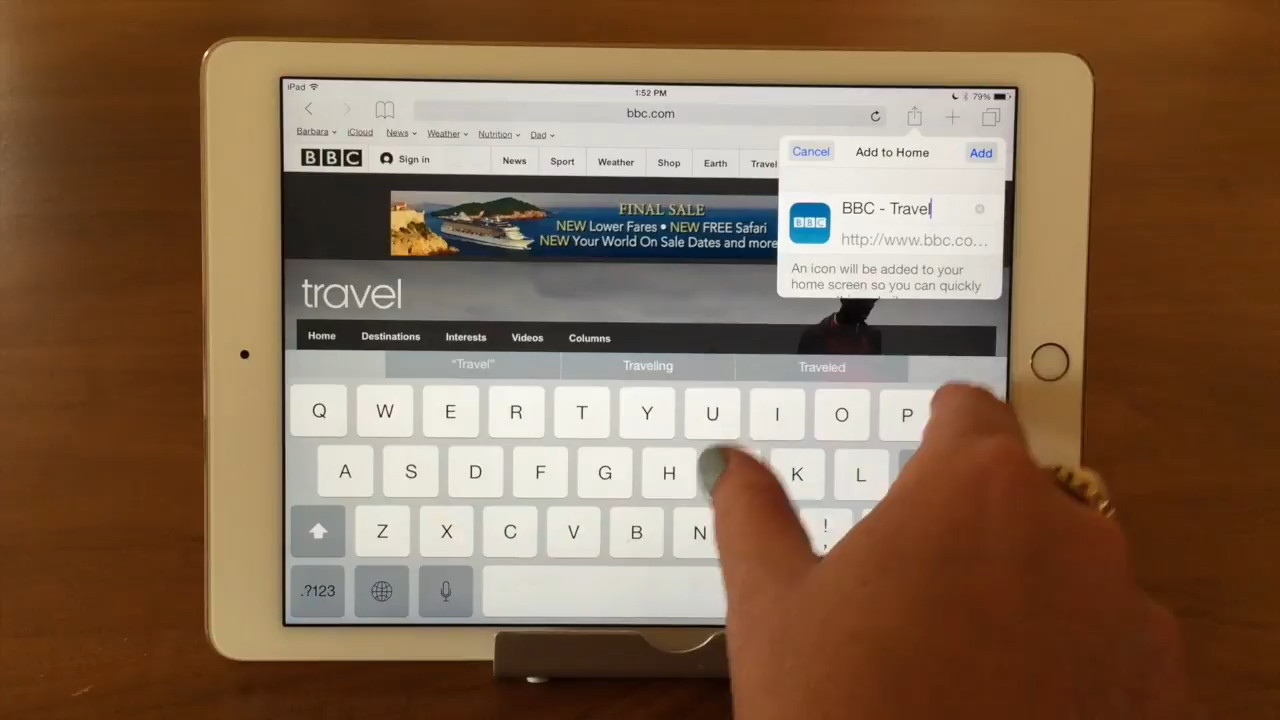 iPad
1:52 PM
79%
bbc.com
Barbara iCloud News Weather Nutrition Dad
BBC Sign in News Sport Weather Shop Earth Travel
Cancel Add to Home Add
BBC BBC - Travel
http://www.bbc.co...
An icon will be added to your
home screen so you can quickly
FINAL SALE
NEW Lower Fares • NEW FREE Safari
NEW Your World On Sale Dates and more
travel
Home Destinations Interests Videos Columns
“Travel” Traveling Traveled
Q W E R T Y U I O P
A S D F G H K L
Z X C V B N ! ,
.?123